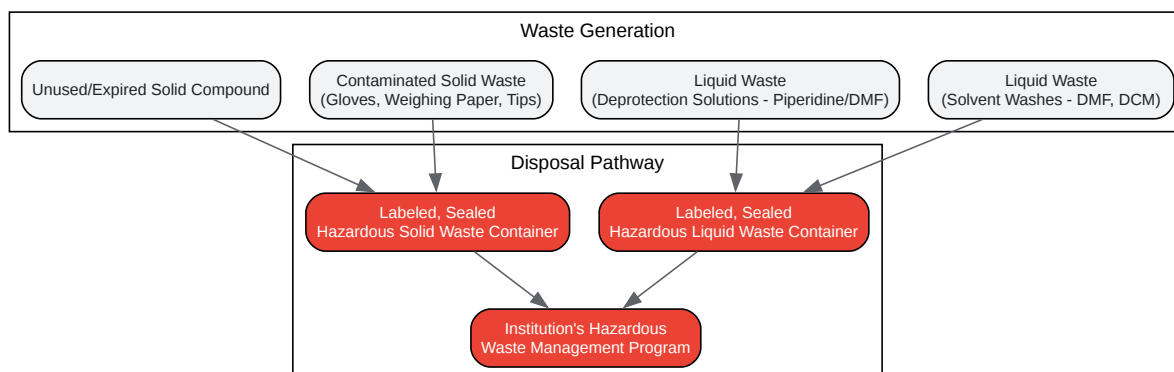 Waste Generation
Unused/Expired Solid Compound
Contaminated Solid Waste
(Gloves, Weighing Paper, Tips)
Liquid Waste
(Deprotection Solutions - Piperidine/DMF)
Liquid Waste
(Solvent Washes - DMF, DCM)
Disposal Pathway
Labeled, Sealed
Hazardous Solid Waste Container
Labeled, Sealed
Hazardous Liquid Waste Container
Institution's Hazardous
Waste Management Program